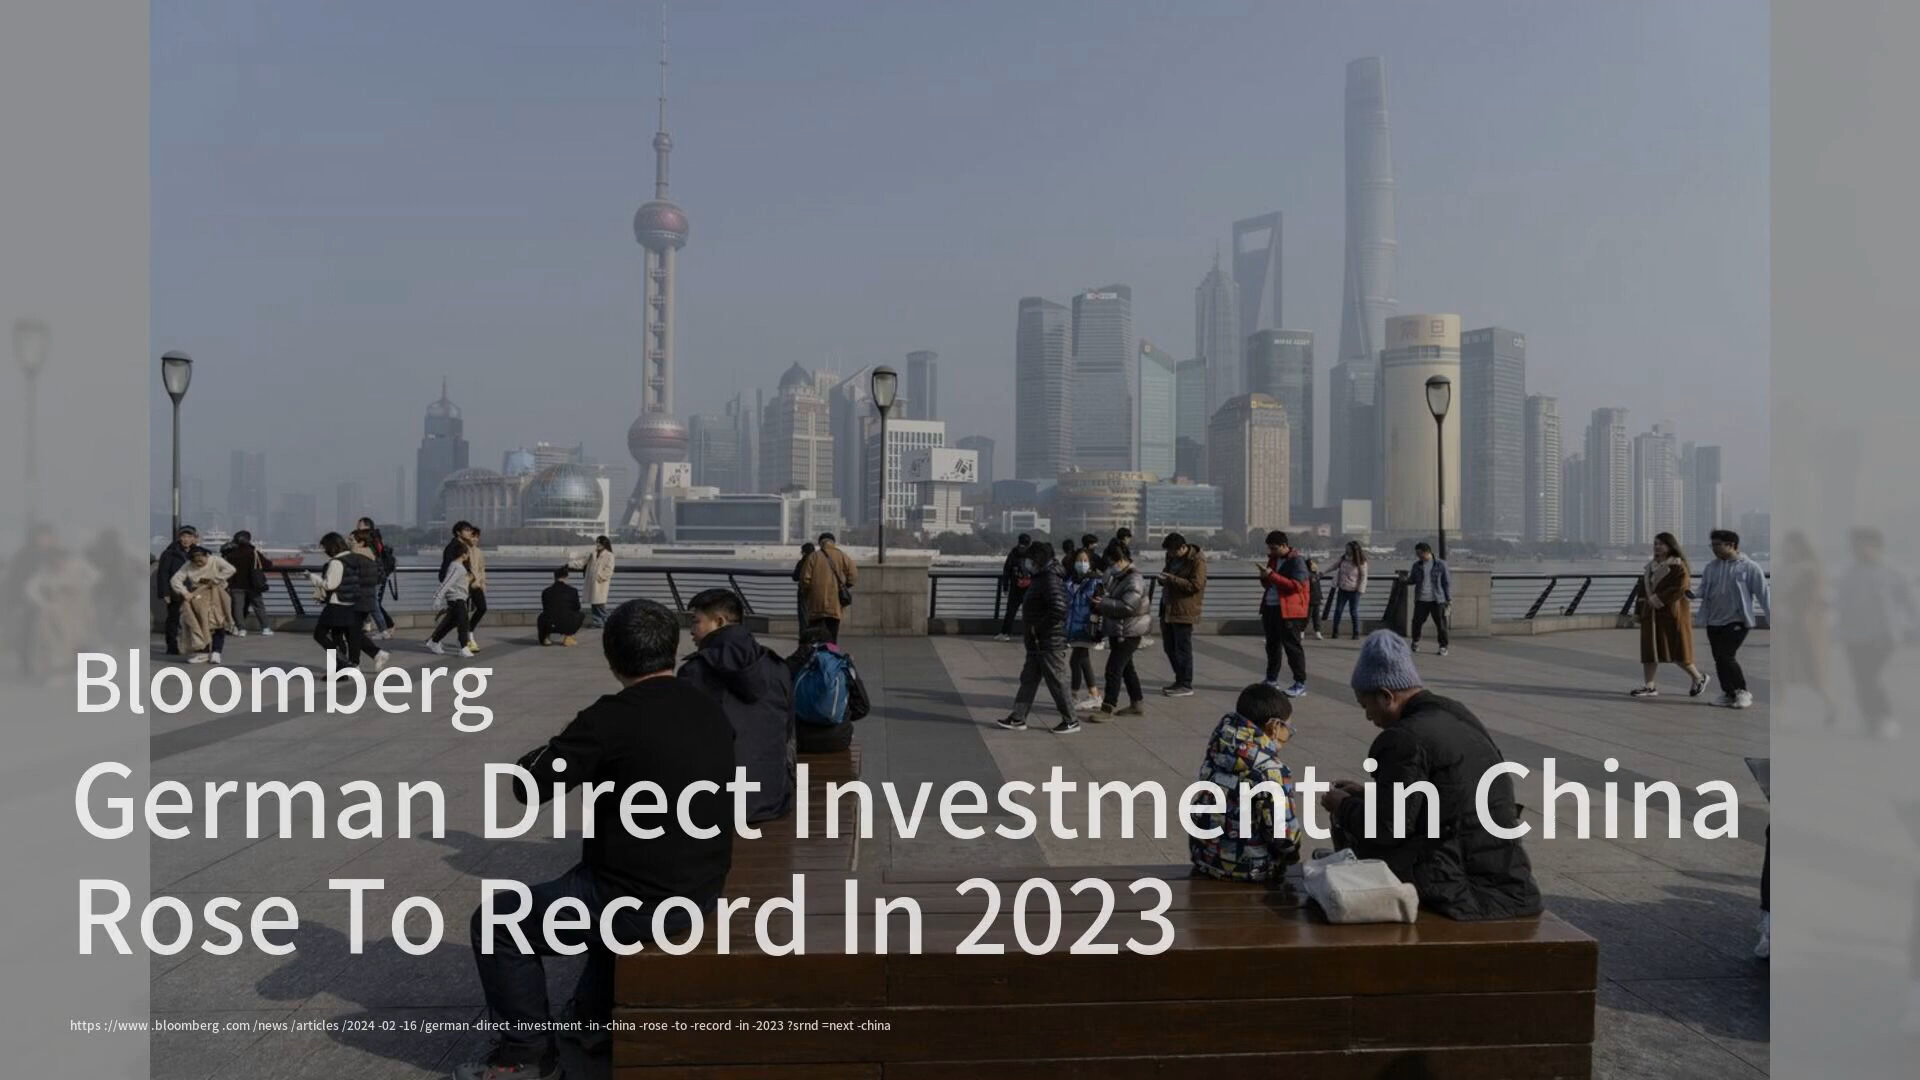 Bloomberg
German Direct Investment in China
Rose To Record In 2023
https ://www .bloomberg .com /news /articles /2024 -02 -16 /german -direct -investment -in -china -rose -to -record -in -2023 ?srnd =next -china